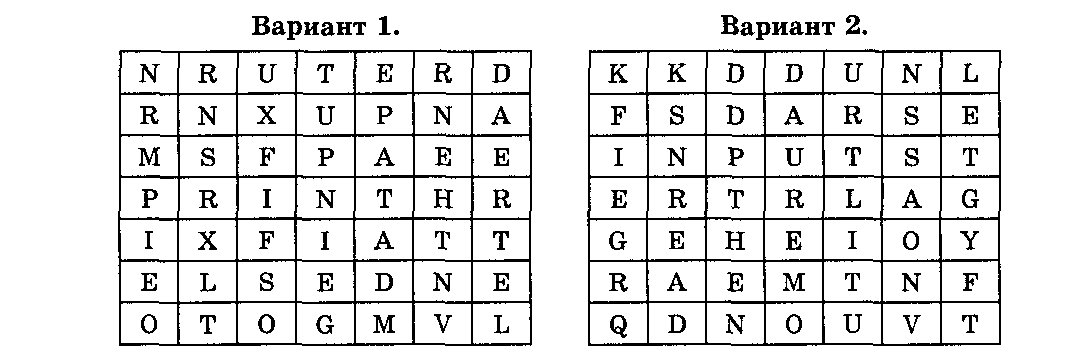 Вариант 1. Вариант 2.
N R U T E R D K K D D U N L
R N X U P N A F S D A R S E
M S F P A E E I N P U T S T
P R I N T H R E R T R L A G
I X F I A T T G E H E I O Y
E L S E D N E R A E M T N F
O T O G M V L Q D N O U V T